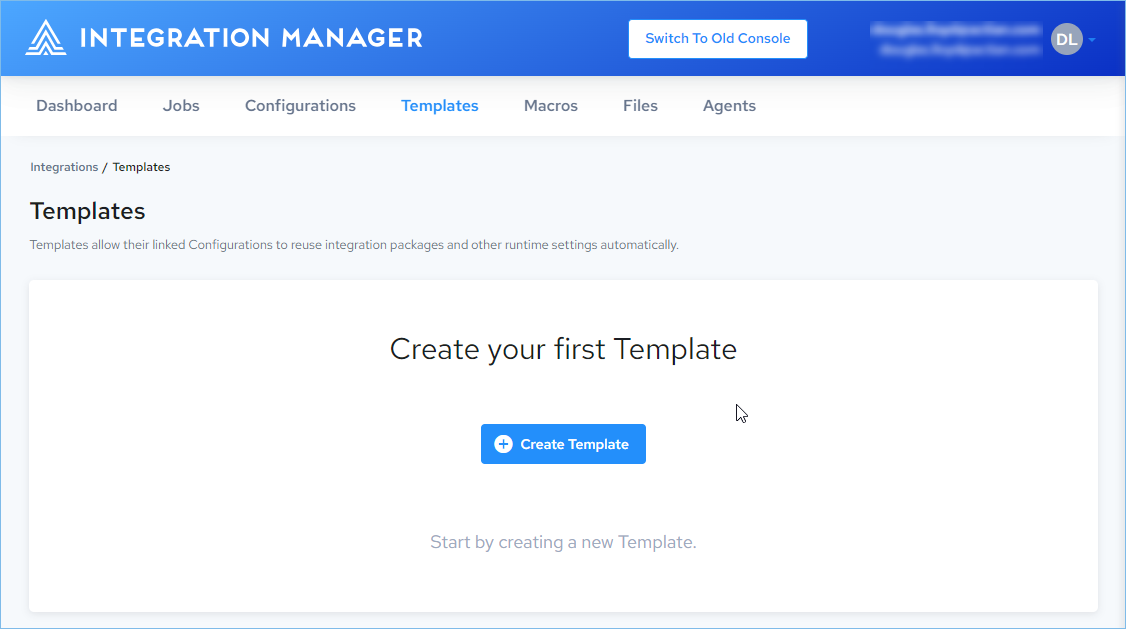 INTEGRATION MANAGER
Switch To Old Console
DL
Dashboard Jobs Configurations Templates Macros Files Agents
Integrations / Templates
Templates
Templates allow their linked Configurations to reuse integration packages and other runtime settings automatically.
Create your first Template
Create Template
Start by creating a new Template.